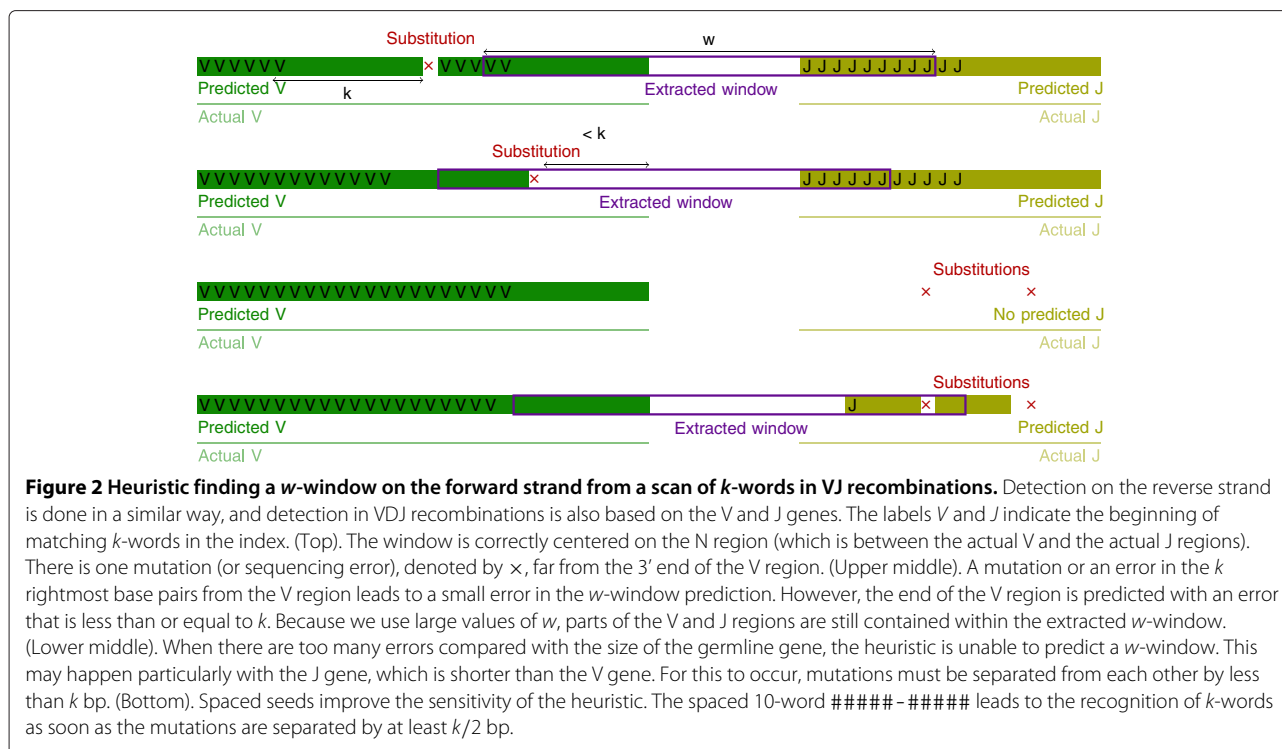 Substitution
w
V V V V V V × V V V V V J J J J J J J J J J J
k
Predicted V Extracted window Predicted J
Actual V Actual J
< k
Substitution
V V V V V V V V V V V V V × J J J J J J J J J J J
Predicted V Extracted window Predicted J
Actual V Actual J
Substitutions
V V V V V V V V V V V V V V V V V V V V V × ×
Predicted V No predicted J
Actual V Actual J
Substitutions
V V V V V V V V V V V V V V V V V V V V J × ×
Predicted V Extracted window Predicted J
Actual V Actual J
Figure 2 Heuristic finding a w-window on the forward strand from a scan of k-words in VJ recombinations. Detection on the reverse
strand is done in a similar way, and detection in VDJ recombinations is also based on the V and J genes. The labels V and J indicate the beginning of
matching k-words in the index. (Top). The window is correctly centered on the N region (which is between the actual V and the actual J regions).
There is one mutation (or sequencing error), denoted by ×, far from the 3' end of the V region. (Upper middle). A mutation or an error in the k
rightmost base pairs from the V region leads to a small error in the w-window prediction. However, the end of the V region is predicted with an error
that is less than or equal to k. Because we use large values of w, parts of the V and J regions are still contained within the extracted w-window.
(Lower middle). When there are too many errors compared with the size of the germline gene, the heuristic is unable to predict a w-window. This
may happen particularly with the J gene, which is shorter than the V gene. For this to occur, mutations must be separated from each other by less
than k bp. (Bottom). Spaced seeds improve the sensitivity of the heuristic. The spaced 10-word #####-##### leads to the recognition of k-words
as soon as the mutations are separated by at least k/2 bp.